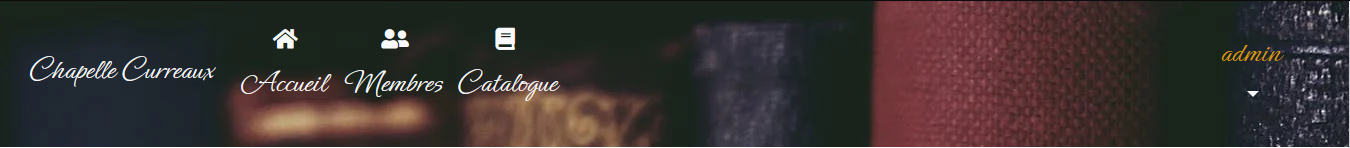 Chapelle Curreaux
Accueil
Membres
Catalogue
admin